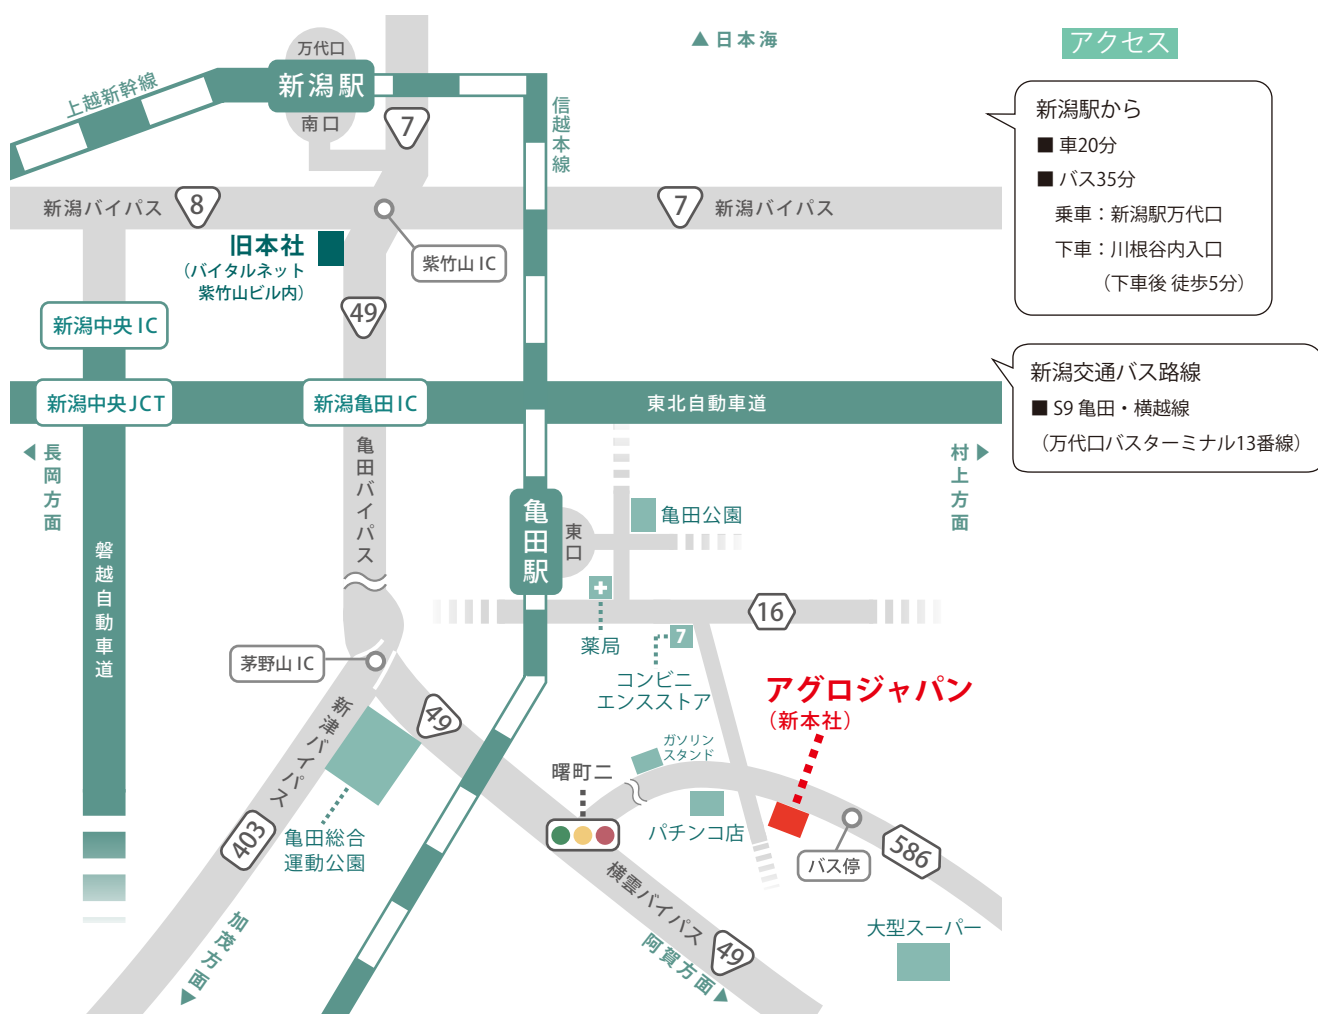 ▲日本海
アクセス
万代口
新潟駅
南口
上越新幹線
7
信越本線
新潟バイパス
8
7
新潟バイパス
旧本社
（バイタルネット
紫竹山ビル内）
紫竹山 IC
49
新潟中央 IC
新潟中央JCT
新潟亀田 IC
東北自動車道
◀長岡方面
村上方面▶
亀田バイパス
磐越自動車道
亀田駅
東口
亀田公園
16
薬局
7
コンビニ
エンスストア
茅野山 IC
新津バイパス
49
403
亀田総合
運動公園
曙町二
ガソリン
スタンド
パチンコ店
アグロジャパン
（新本社）
バス停
586
横雲バイパス
49
大型スーパー
加茂方面▼
阿賀方面▼
新潟駅から
■ 車20分
■ バス35分
乗車：新潟駅万代口
下車：川根谷内入口
（下車後 徒歩5分）
新潟交通バス路線
■ S9 亀田・横越線
（万代口バスターミナル13番線）